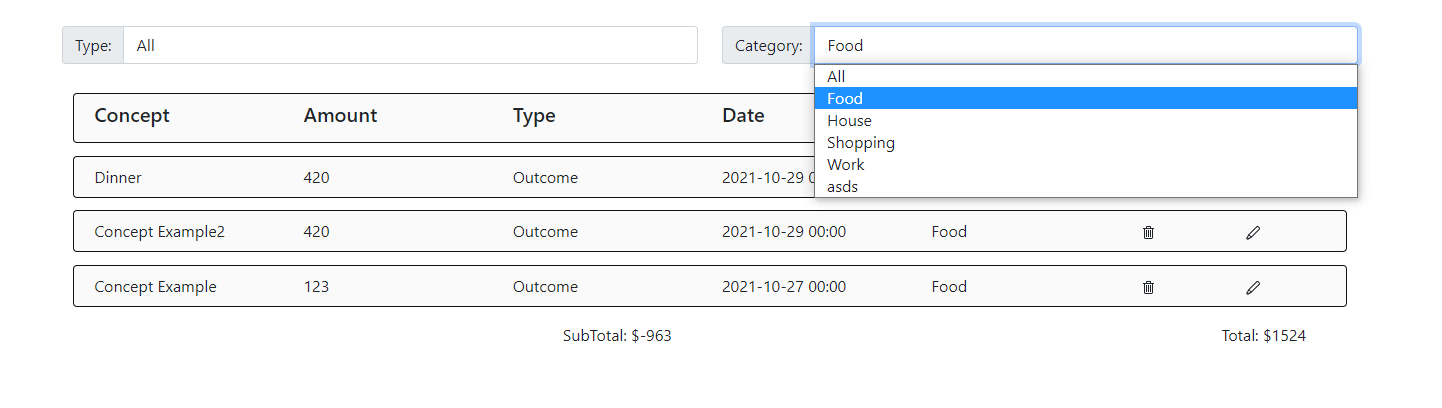 Type: All Category: Food
All
Food
House
Shopping
Work
asds
Concept Amount Type Date
Dinner 420 Outcome 2021-10-29
Concept Example2 420 Outcome 2021-10-29 00:00 Food
Concept Example 123 Outcome 2021-10-27 00:00 Food
SubTotal: $-963 Total: $1524